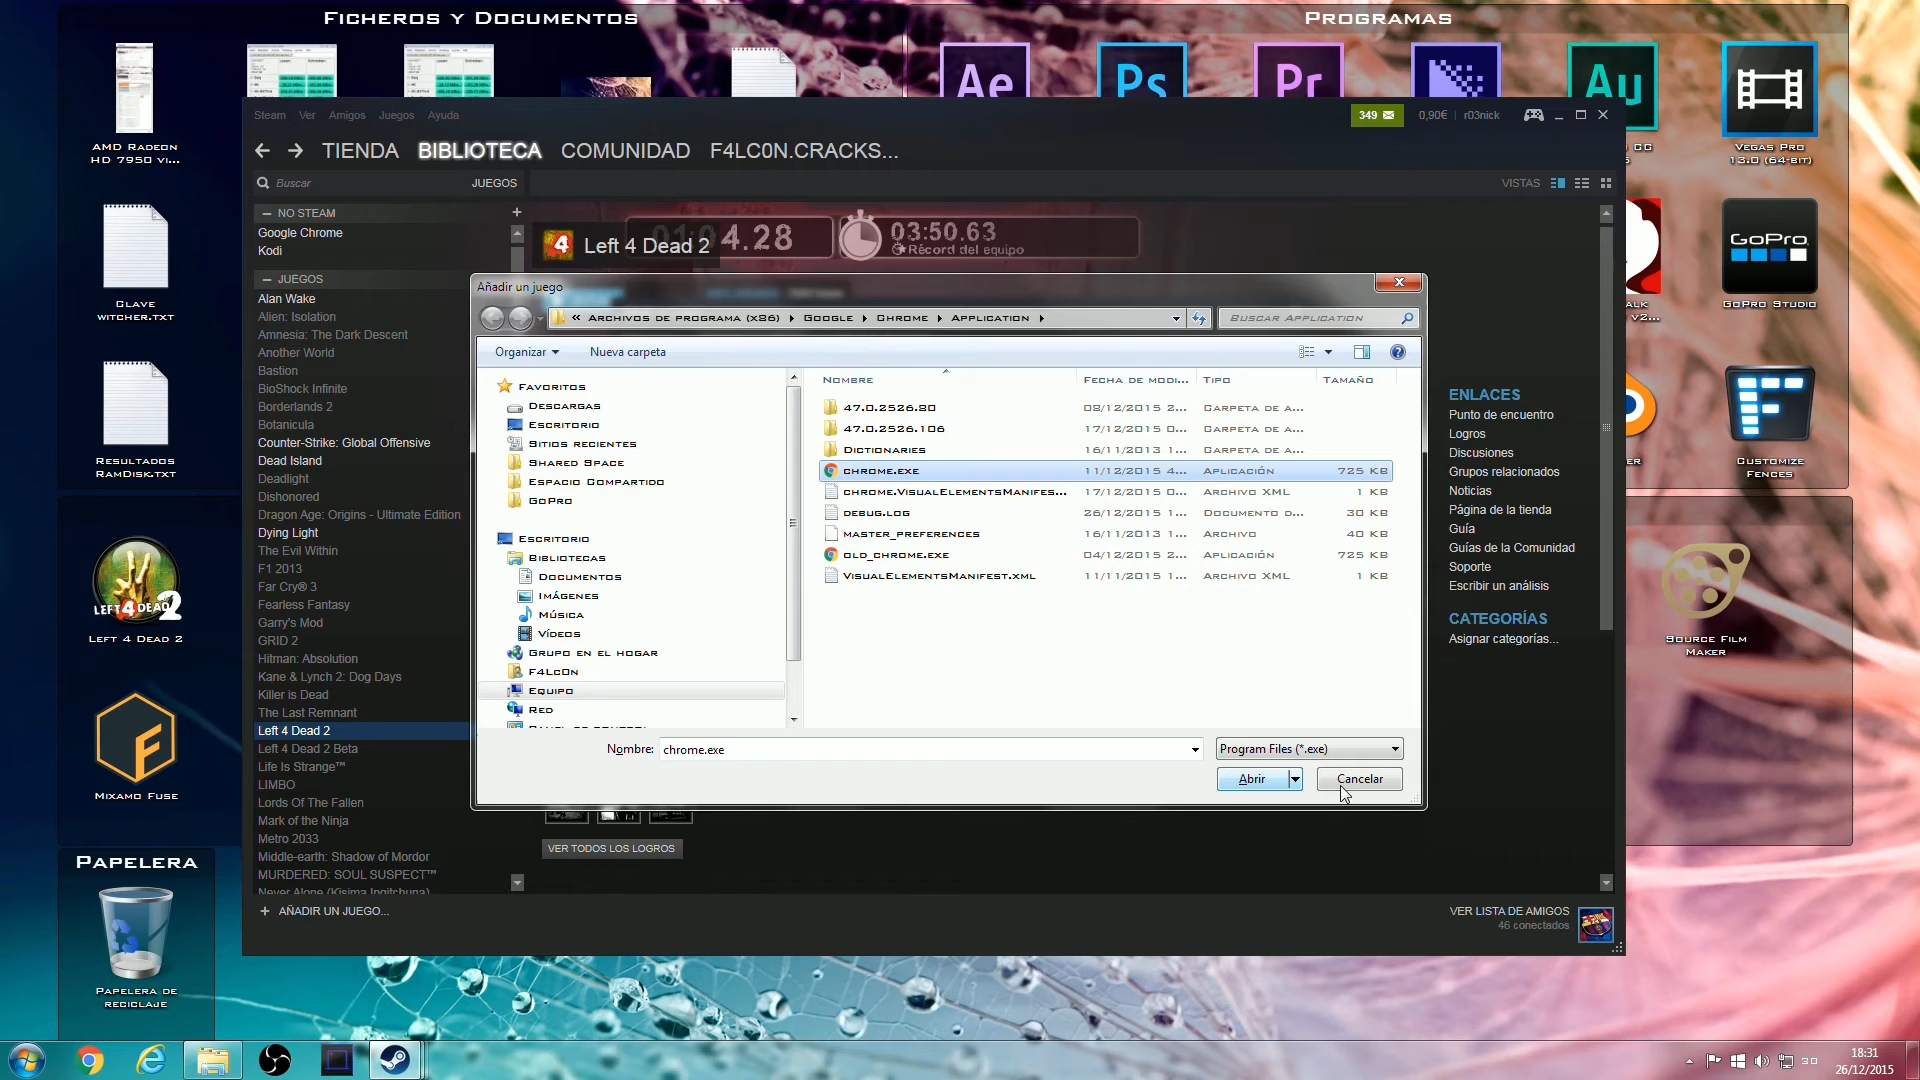 Ficheros y Documentos
Programas
AMD Radeon
HD 7950 vi...
Clave
witcher.txt
Resultados
RamDisk.txt
Left 4 Dead 2
Mixamo Fuse
Papelera
Papelera de
reciclaje
Ae
Ps
Pr
Au
Vegas Pro
13.0 (64-bit)
GoPro
GoPro Studio
Customize
Fences
Source Film
Maker
Steam Ver Amigos Juegos Ayuda
349
0,90€ | r03nick
TIENDA BIBLIOTECA COMUNIDAD F4LC0N.CRACKS...
Buscar
JUEGOS
VISTAS
NO STEAM
Google Chrome
Kodi
JUEGOS
Alan Wake
Alien: Isolation
Amnesia: The Dark Descent
Another World
Bastion
BioShock Infinite
Borderlands 2
Botanicula
Counter-Strike: Global Offensive
Dead Island
Deadlight
Dishonored
Dragon Age: Origins - Ultimate Edition
Dying Light
The Evil Within
F1 2013
Far Cry® 3
Fearless Fantasy
Garry's Mod
GRID 2
Hitman: Absolution
Kane & Lynch 2: Dog Days
Killer is Dead
The Last Remnant
Left 4 Dead 2
Left 4 Dead 2 Beta
Life Is Strange™
LIMBO
Lords Of The Fallen
Mark of the Ninja
Metro 2033
Middle-earth: Shadow of Mordor
MURDERED: SOUL SUSPECT™
Never Alone (Kisima Ingitchuna)
+ AÑADIR UN JUEGO...
Left 4 Dead 2
4.28
03:50.63
Récord del equipo
Añadir un juego
« Archivos de programa (x86) Google Chrome Application
Buscar Application
Organizar
Nueva carpeta
Favoritos
Descargas
Escritorio
Sitios recientes
Shared Space
Espacio Compartido
GoPro
Escritorio
Bibliotecas
Documentos
Imágenes
Música
Vídeos
Grupo en el hogar
F4LC0N
Equipo
Red
Nombre Fecha de modi... Tipo Tamaño
47.0.2526.80 08/12/2015 2... Carpeta de a...
47.0.2526.106 17/12/2015 0... Carpeta de a...
Dictionaries 16/11/2013 1... Carpeta de a...
chrome.exe 11/12/2015 4... Aplicación 725 KB
chrome.VisualElementsManifes... 17/12/2015 0... Archivo XML 1 KB
debug.log 26/12/2015 1... Documento d... 30 KB
master_preferences 16/11/2013 1... Archivo 40 KB
old_chrome.exe 04/12/2015 2... Aplicación 725 KB
VisualElementsManifest.xml 11/11/2015 1... Archivo XML 1 KB
Nombre: chrome.exe
Program Files (*.exe)
Abrir
Cancelar
VER TODOS LOS LOGROS
ENLACES
Punto de encuentro
Logros
Discusiones
Grupos relacionados
Noticias
Página de la tienda
Guía
Guías de la Comunidad
Soporte
Escribir un análisis
CATEGORÍAS
Asignar categorías...
VER LISTA DE AMIGOS
46 conectados
18:31
26/12/2015